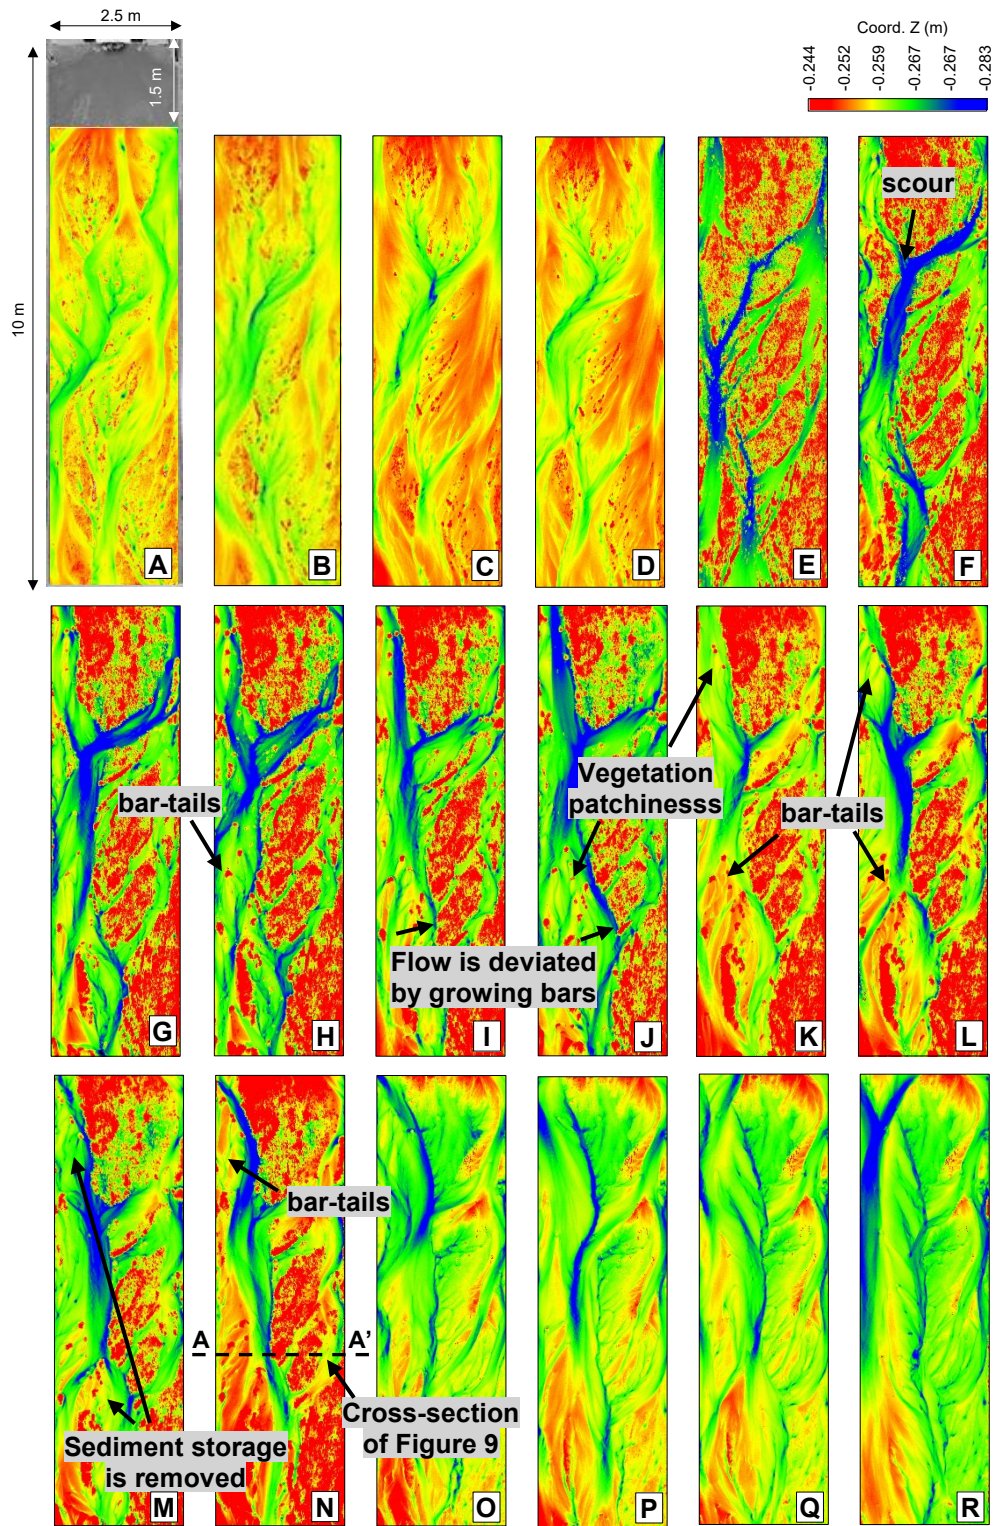 2.5 m
Coord. Z (m)
-0.244
-0.252
-0.259
-0.267
-0.267
-0.283
1.5 m
10 m
scour
A
B
C
D
E
F
bar-tails
Vegetation
patchinesss
bar-tails
Flow is deviated
by growing bars
G
H
I
J
K
L
bar-tails
A
A’
Cross-section
of Figure 9
Sediment storage
is removed
M
N
O
P
Q
R